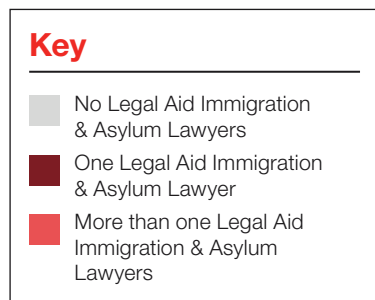 Key
No Legal Aid Immigration
& Asylum Lawyers
One Legal Aid Immigration
& Asylum Lawyer
More than one Legal Aid
Immigration & Asylum
Lawyers